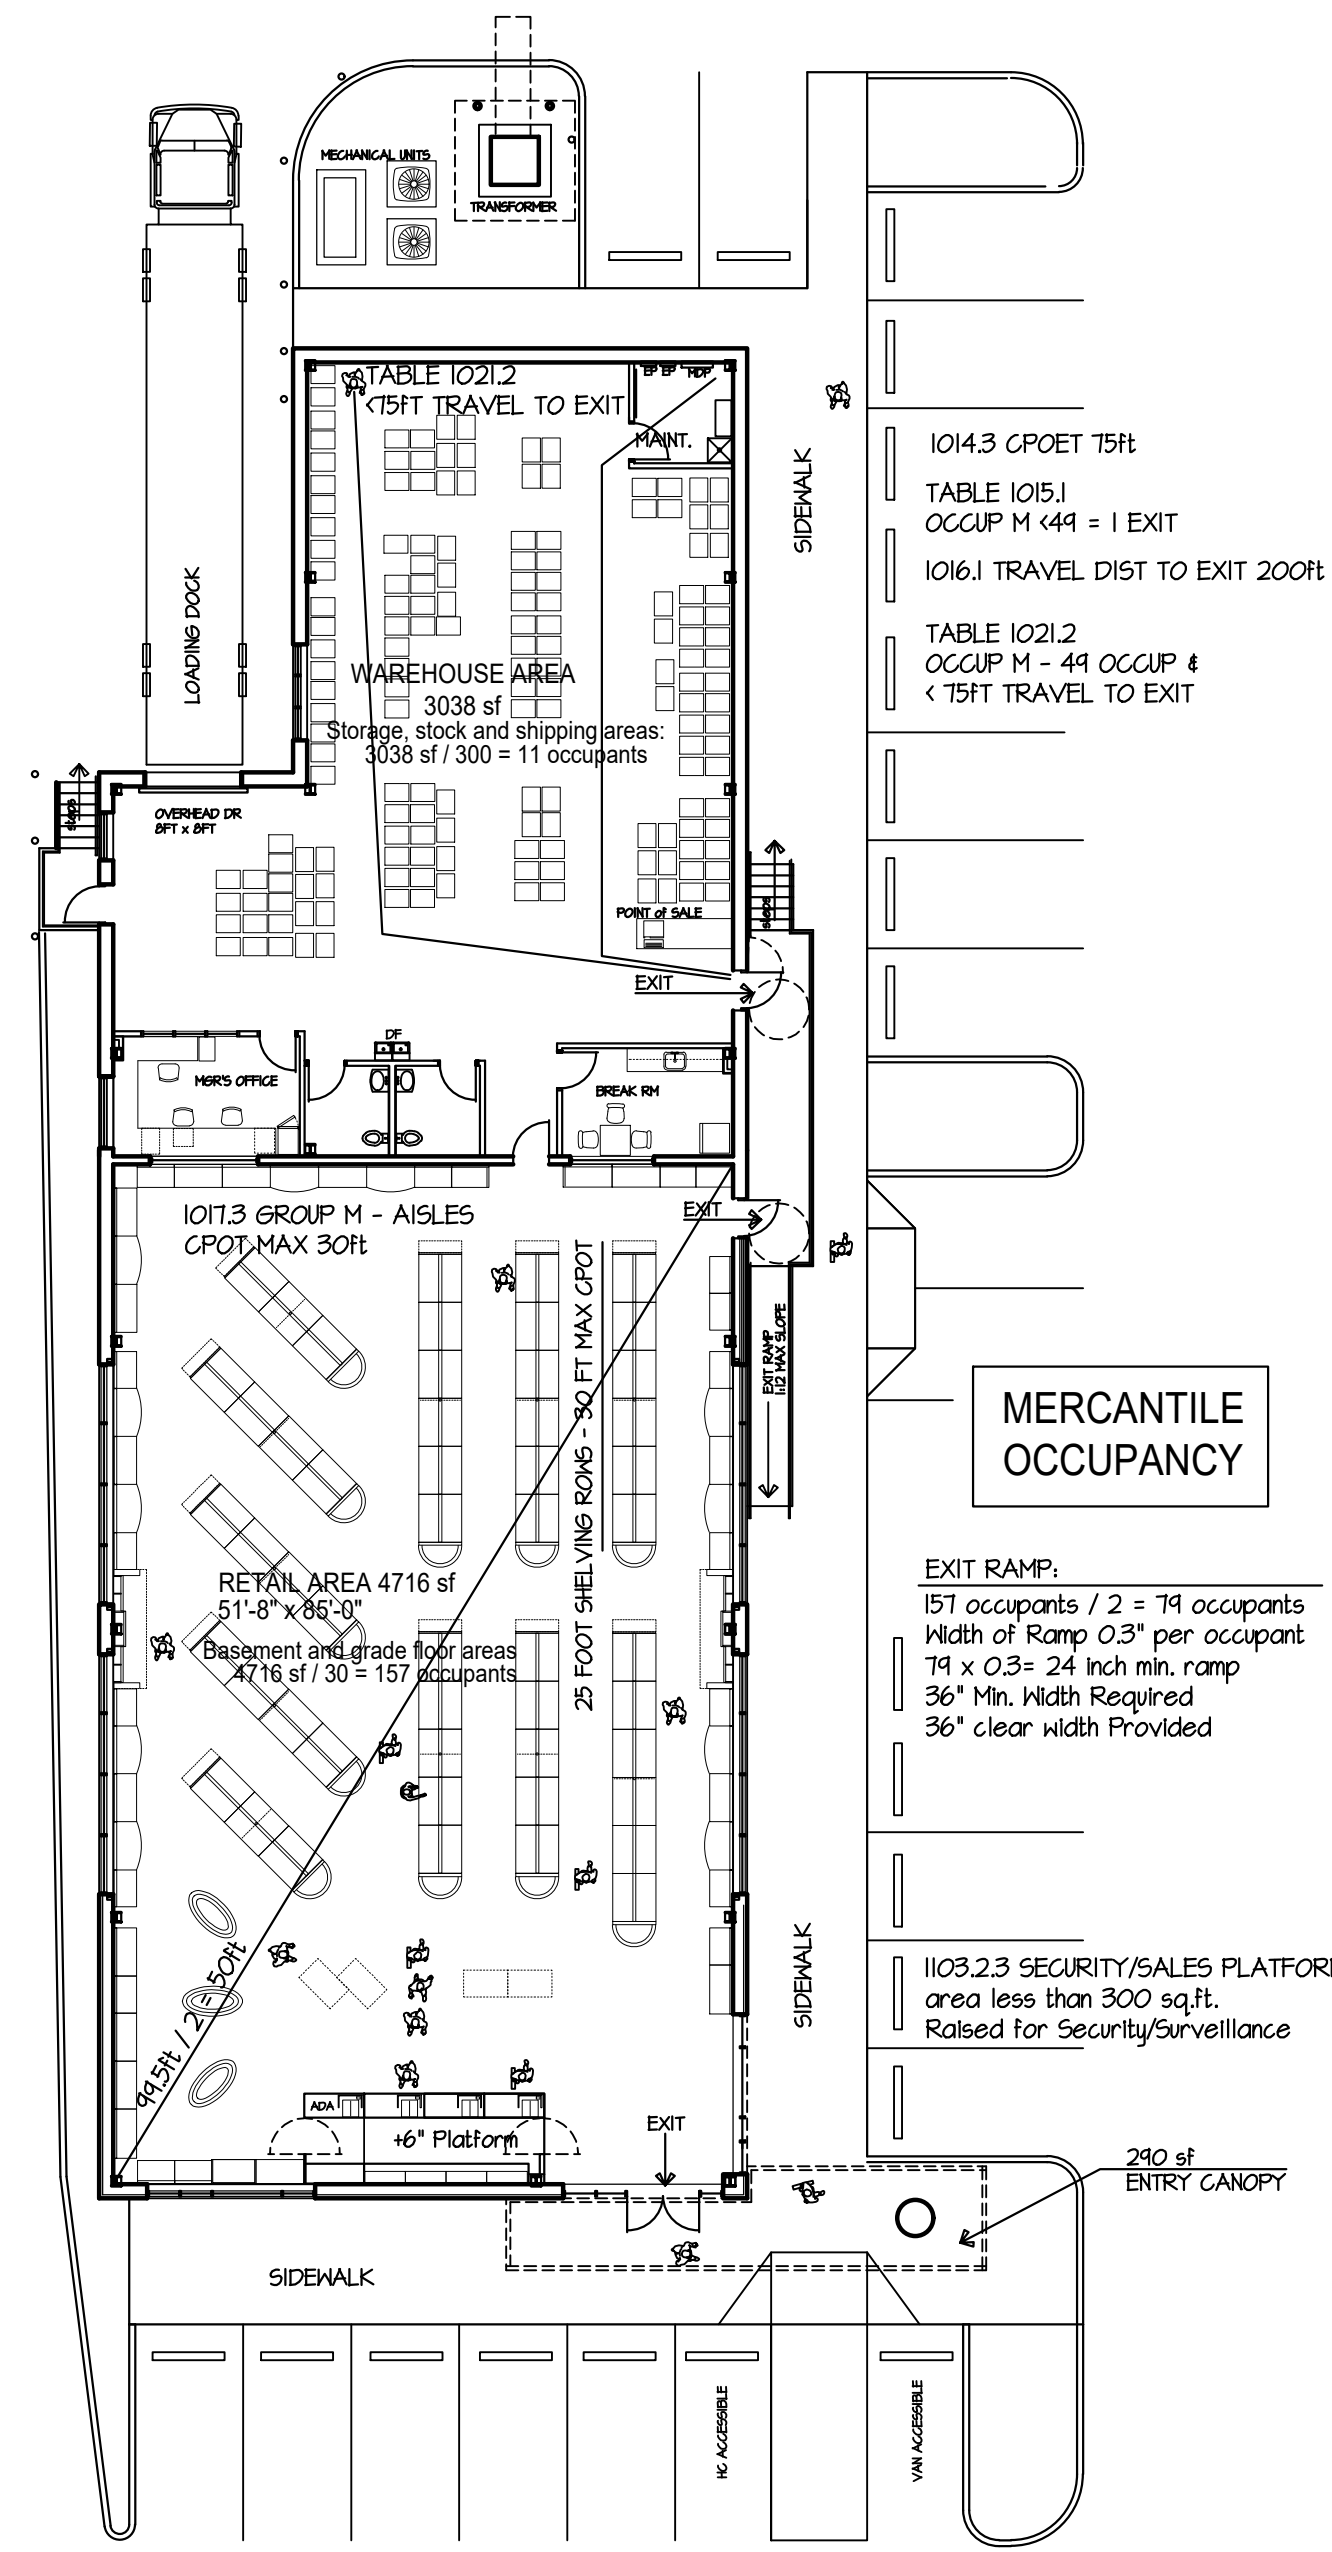 MECHANICAL UNITS
TRANSFORMER
TABLE 1021.2
<75fT TRAVEL TO EXIT
EP EP MDP
MAINT.
LOADING DOCK
SIDEWALK
1014.3 CPOET 75ft
TABLE 1015.1
OCCUP M <49 = 1 EXIT
1016.1 TRAVEL DIST TO EXIT 200ft
TABLE 1021.2
OCCUP M - 49 OCCUP &
< 75fT TRAVEL TO EXIT
WAREHOUSE AREA
3038 sf
Storage, stock and shipping areas:
3038 sf / 300 = 11 occupants
steps
OVERHEAD DR
8FT x 8FT
POINT of SALE
steps
EXIT
DF
MGR'S OFFICE
BREAK RM
1017.3 GROUP M - AISLES
CPOT MAX 30ft
EXIT
25 FOOT SHELVING ROWS - 30 FT MAX CPOT
EXIT RAMP
1:12 MAX SLOPE
MERCANTILE
OCCUPANCY
RETAIL AREA 4716 sf
51'-8" x 85'-0"
Basement and grade floor areas
4716 sf / 30 = 157 occupants
EXIT RAMP:
157 occupants / 2 = 79 occupants
Width of Ramp 0.3" per occupant
79 x 0.3= 24 inch min. ramp
36" Min. Width Required
36" clear width Provided
99.5ft / 2 = 50ft
SIDEWALK
1103.2.3 SECURITY/SALES PLATFOR
area less than 300 sq.ft.
Raised for Security/Surveillance
ADA
+6" Platform
EXIT
290 sf
ENTRY CANOPY
SIDEWALK
HC ACCESSIBLE
VAN ACCESSIBLE